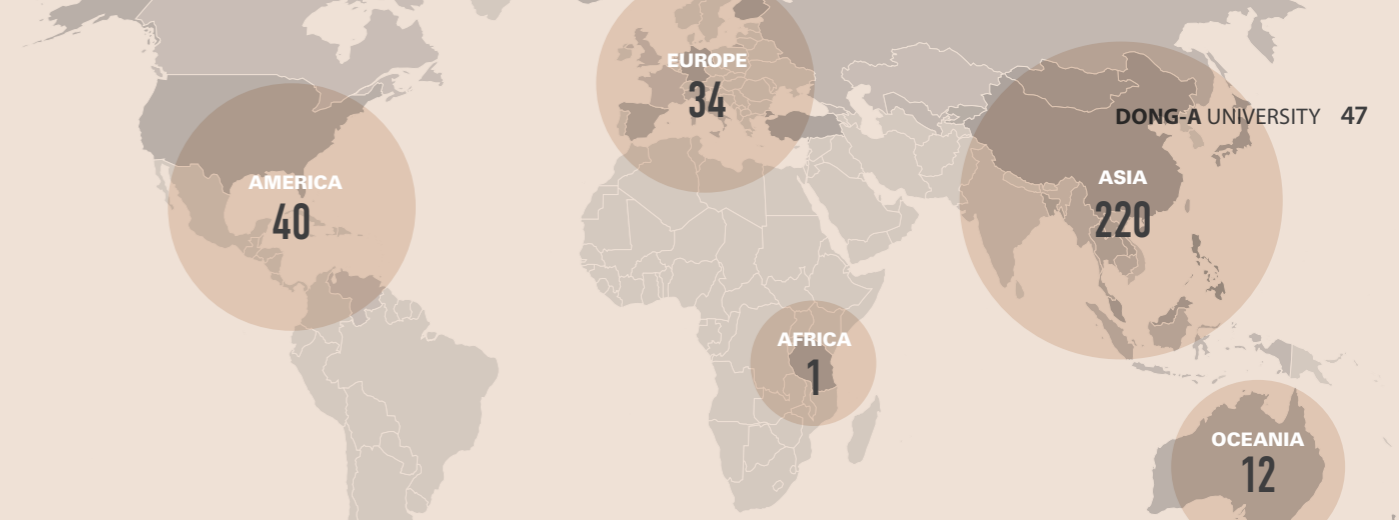 EUROPE
34
DONG-A UNIVERSITY 47
AMERICA
40
ASIA
220
AFRICA
1
OCEANIA
12